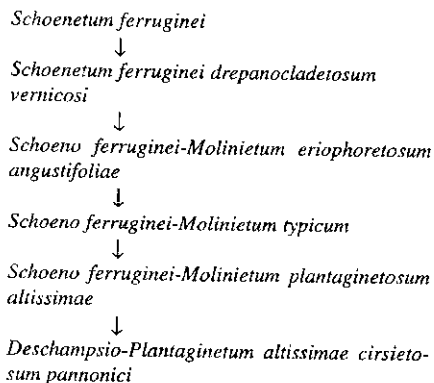 Schoenetum ferruginei
↓
Schoenetum ferruginei drepanocladetosum
vernicosi
↓
Schoeno ferruginei-Molinietum eriophoretosum
angustifoliae
↓
Schoeno ferruginei-Molinietum typicum
↓
Schoeno ferruginei-Molinietum plantaginetosum
altissimae
↓
Deschampsio-Plantaginetum altissimae cirsieto-
sum pannonici